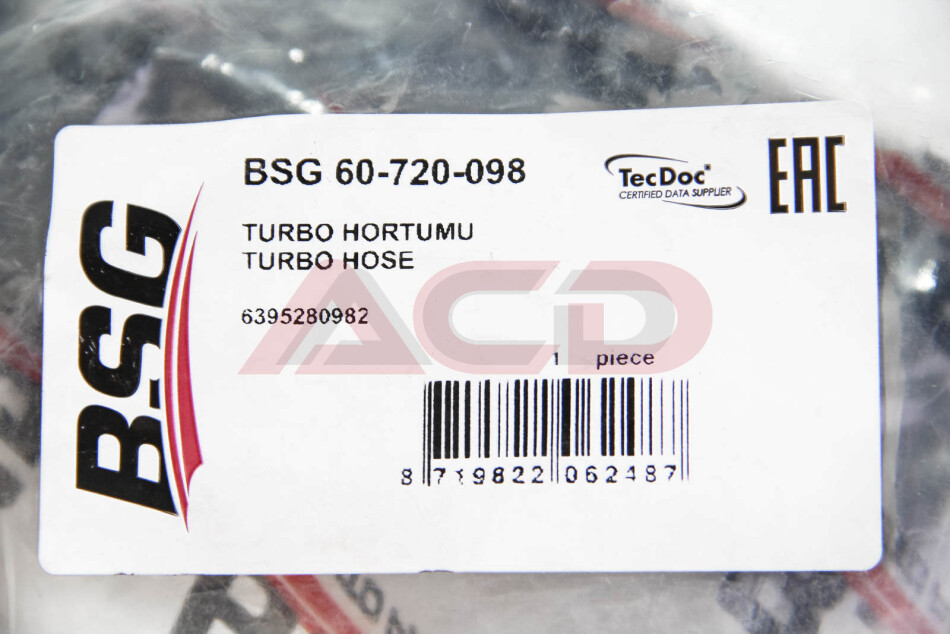 BSG 60-720-098
TecDoc
CERTIFIED DATA SUPPLIER
EAC
BSG
TURBO HORTUMU
TURBO HOSE
6395280982
ACD
1 piece
8 719822 062487